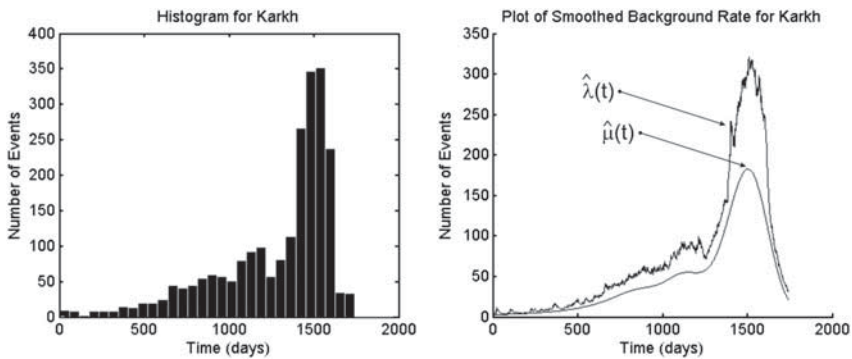 Histogram for Karkh
400
350
300
250
200
150
100
50
0
Number of Events
0 500 1000 1500 2000
Time (days)
Plot of Smoothed Background Rate for Karkh
350
300
250
200
150
100
50
0
Number of Events
λ̂(t)
μ̂(t)
0 500 1000 1500 2000
Time (days)